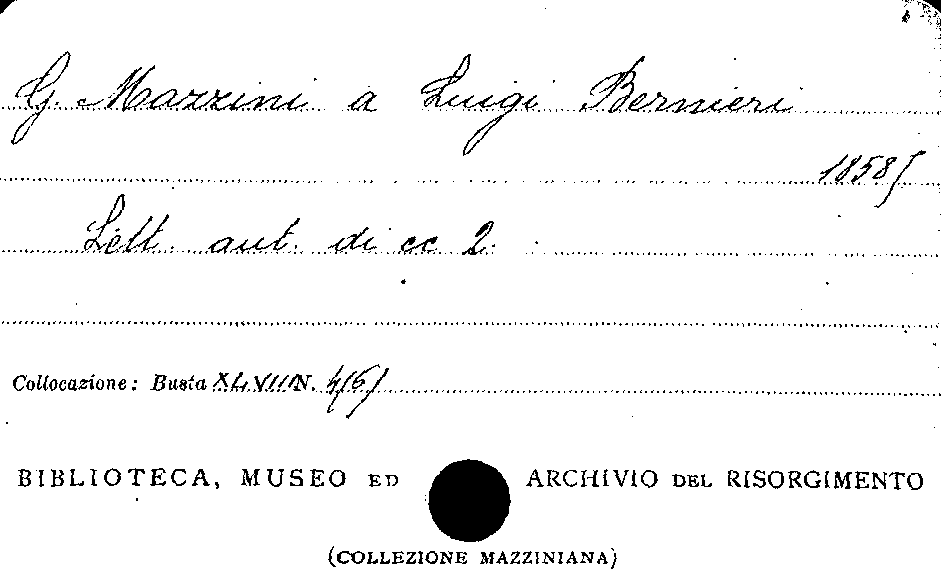 G. Mazzini a Luigi Bernieri
1858
Lett. aut. di cc. 2.
Collocazione: Busta XLVIII N. 4/6/
BIBLIOTECA, MUSEO ED ARCHIVIO DEL RISORGIMENTO
(COLLEZIONE MAZZINIANA)